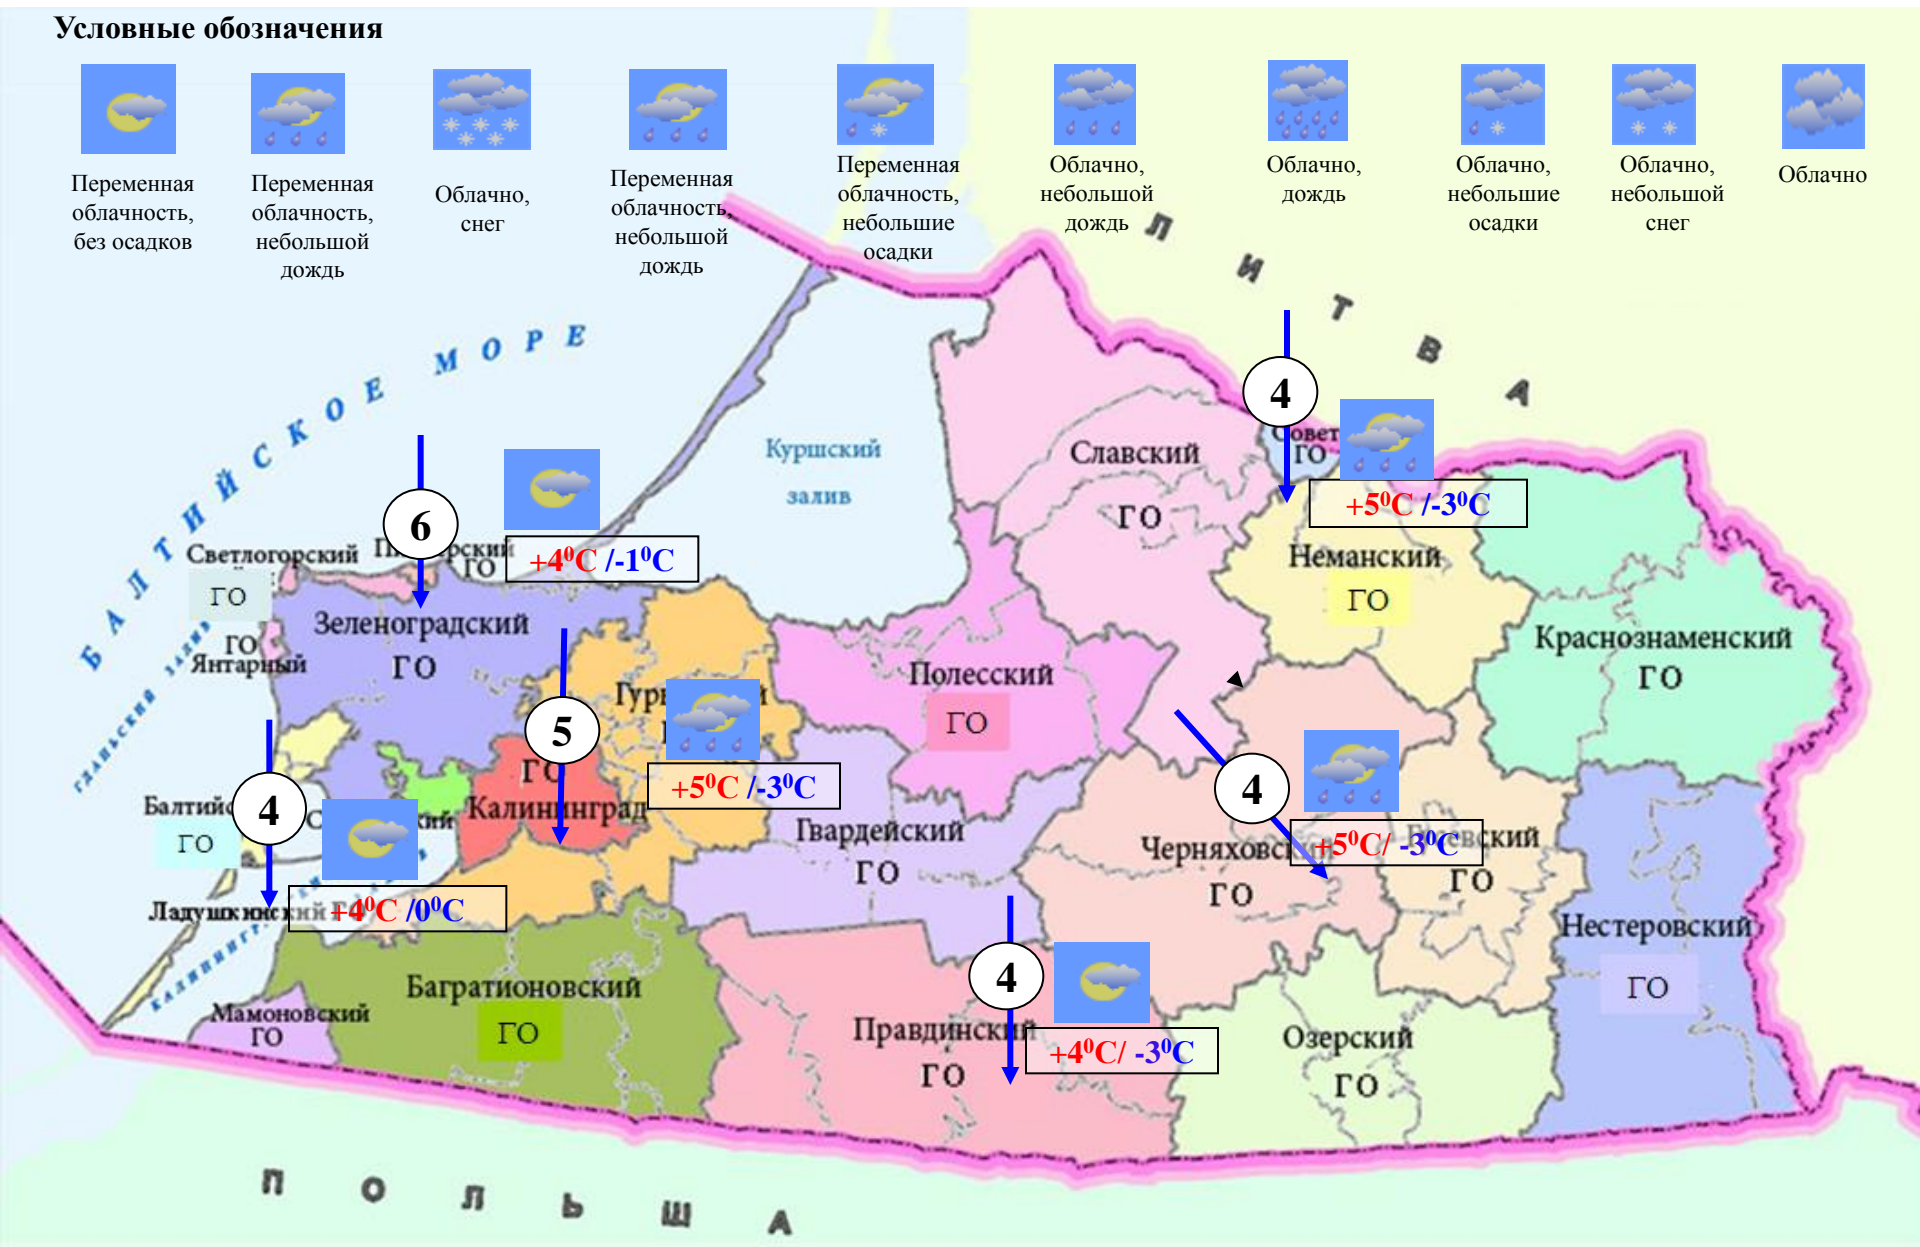 Условные обозначения
Переменная
облачность,
без осадков
Переменная
облачность,
небольшой
дождь
Облачно,
снег
Переменная
облачность,
небольшой
дождь
Переменная
облачность,
небольшие
осадки
Облачно,
небольшой
дождь
Облачно,
дождь
Облачно,
небольшие
осадки
Облачно,
небольшой
снег
Облачно
ЛИТВА
БАЛТИЙСКОЕ МОРЕ
Куршский
залив
4
Славский
ГО
ГО
+5⁰С /-3⁰С
6
Светлогорский
ГО
ГО
+4⁰С /-1⁰С
Неманский
ГО
Зеленоградский
ГО
ГО
Янтарный
Краснознаменский
ГО
Полесский
ГО
5
ГО
Калининград
+5⁰С /-3⁰С
4
ГО
4
Гвардейский
ГО
+5⁰С/ -3⁰С
ГО
ГО
+4⁰С /0⁰С
Нестеровский
ГО
Багратионовский
ГО
Мамоновский
ГО
4
Правдинский
ГО
+4⁰С/ -3⁰С
Озерский
ГО
ПОЛЬША